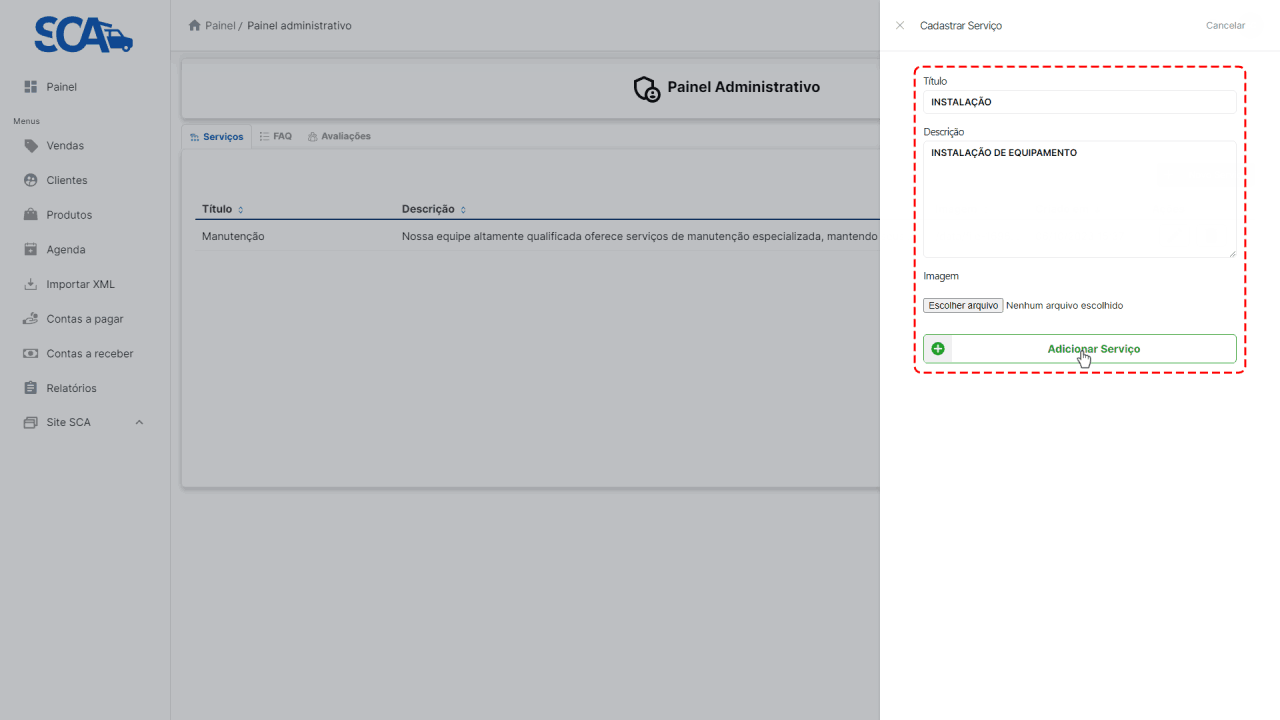 SCA
Painel
Menus
Vendas
Clientes
Produtos
Agenda
Importar XML
Contas a pagar
Contas a receber
Relatórios
Site SCA
Painel / Painel administrativo
Painel Administrativo
Serviços FAQ Avaliações
Título Descrição
Manutenção Nossa equipe altamente qualificada oferece serviços de manutenção especializada, mantendo
Cadastrar Serviço Cancelar
Título
INSTALAÇÃO
Descrição
INSTALAÇÃO DE EQUIPAMENTO
Imagem
Escolher arquivo Nenhum arquivo escolhido
Adicionar Serviço